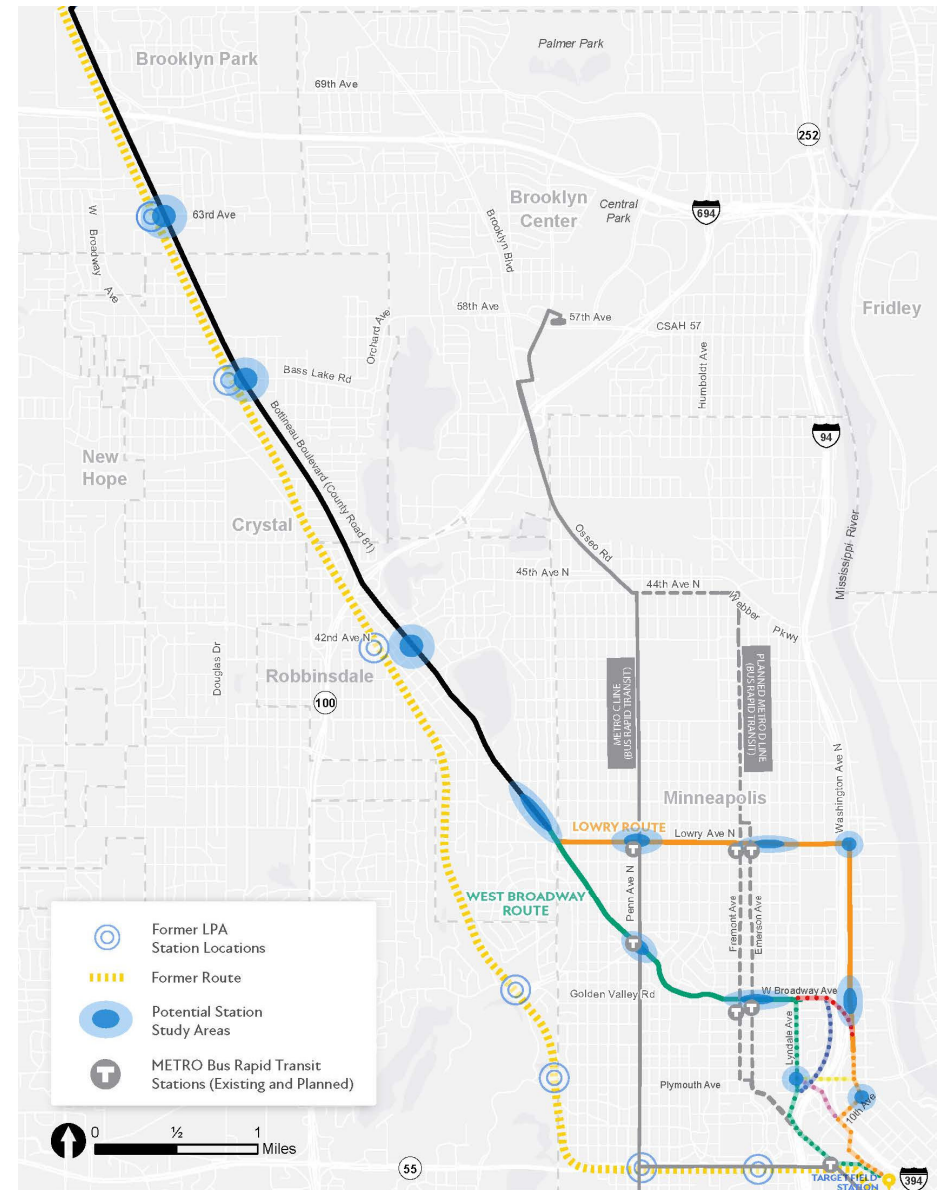 Palmer Park
Brooklyn Park
69th Ave
252
Brooklyn
Center
Central
Park
694
63rd Ave
W Broadway Ave
Brooklyn Blvd
58th Ave
57th Ave
CSAH 57
Fridley
Orchard Ave
Humboldt Ave
Bass Lake Rd
94
Bottineau Boulevard (County Road 81)
New
Hope
Crystal
Osseo Rd
Mississippi River
45th Ave N
44th Ave N
Webber Pkwy
42nd Ave N
Douglas Dr
Robbinsdale
100
METRO C LINE
(BUS RAPID TRANSIT)
PLANNED METRO D LINE
(BUS RAPID TRANSIT)
Washington Ave N
Minneapolis
LOWRY ROUTE
Lowry Ave N
T
T
T
WEST BROADWAY
ROUTE
Penn Ave N
Fremont Ave
Emerson Ave
T
Golden Valley Rd
W Broadway Ave
T
T
Lyndale Ave
Plymouth Ave
10th Ave
Former LPA
Station Locations
Former Route
Potential Station
Study Areas
T
METRO Bus Rapid Transit
Stations (Existing and Planned)
0
½
1
Miles
55
T
TARGET FIELD
STATION
394